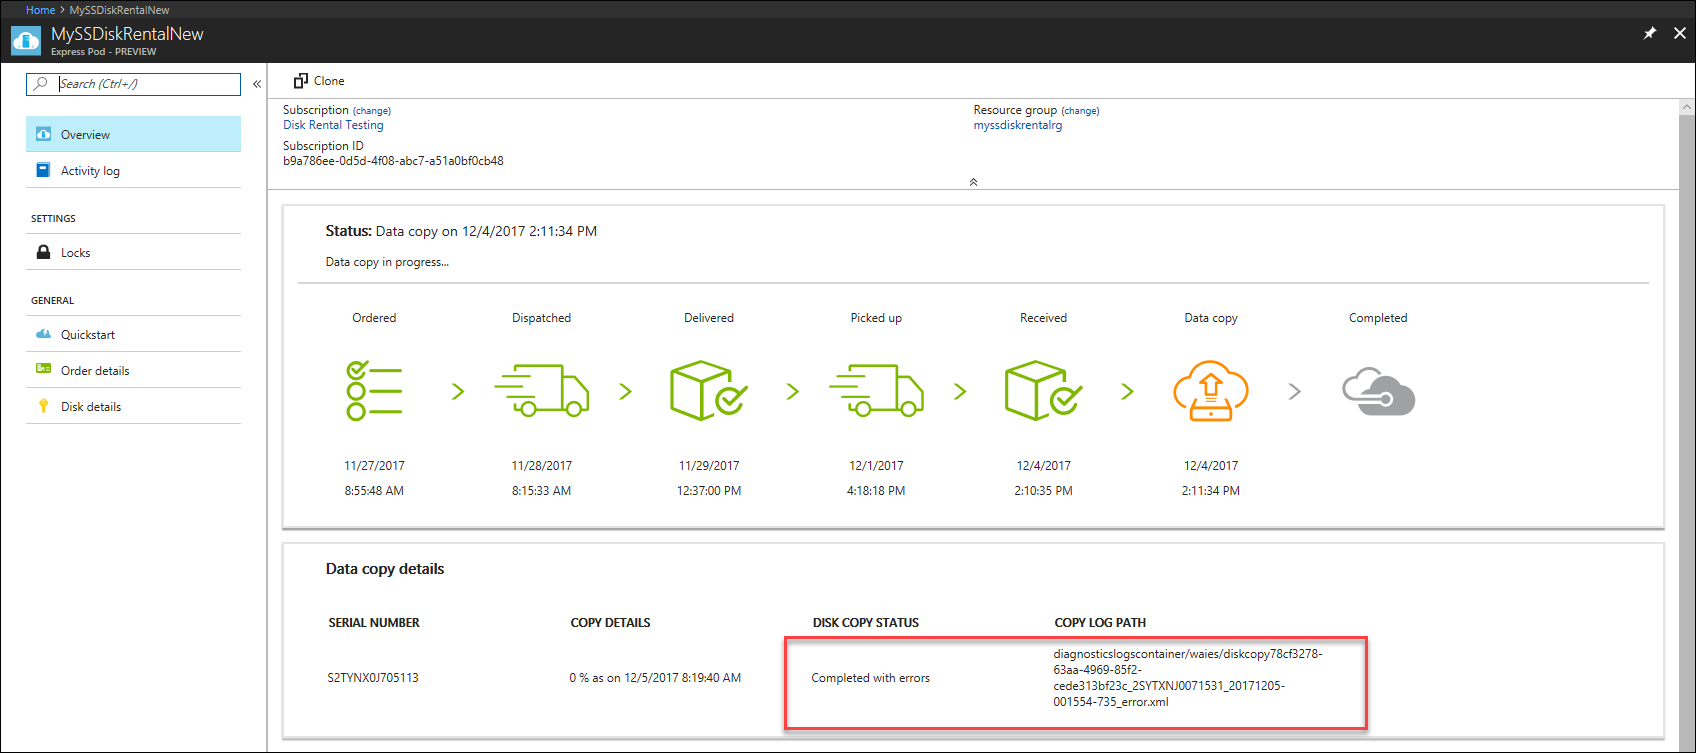 Home > MySSDiskRentalNew
MySSDiskRentalNew
Express Pod - PREVIEW
Search (Ctrl+/)
«
Overview
Activity log
SETTINGS
Locks
GENERAL
Quickstart
Order details
Disk details
Clone
Subscription (change)
Disk Rental Testing
Subscription ID
b9a786ee-0d5d-4f08-abc7-a51a0bf0cb48
Resource group (change)
myssdiskrentalrg
Status: Data copy on 12/4/2017 2:11:34 PM
Data copy in progress...
Ordered Dispatched Delivered Picked up Received Data copy Completed
11/27/2017 11/28/2017 11/29/2017 12/1/2017 12/4/2017 12/4/2017
8:55:48 AM 8:15:33 AM 12:37:00 PM 4:18:18 PM 2:10:35 PM 2:11:34 PM
Data copy details
SERIAL NUMBER COPY DETAILS DISK COPY STATUS COPY LOG PATH
S2TYNX0J705113 0 % as on 12/5/2017 8:19:40 AM Completed with errors
diagnosticslogscontainer/waies/diskcopy78cf3278-
63aa-4969-85f2-
cede313bf23c_2SYTXNJ0071531_20171205-
001554-735_error.xml